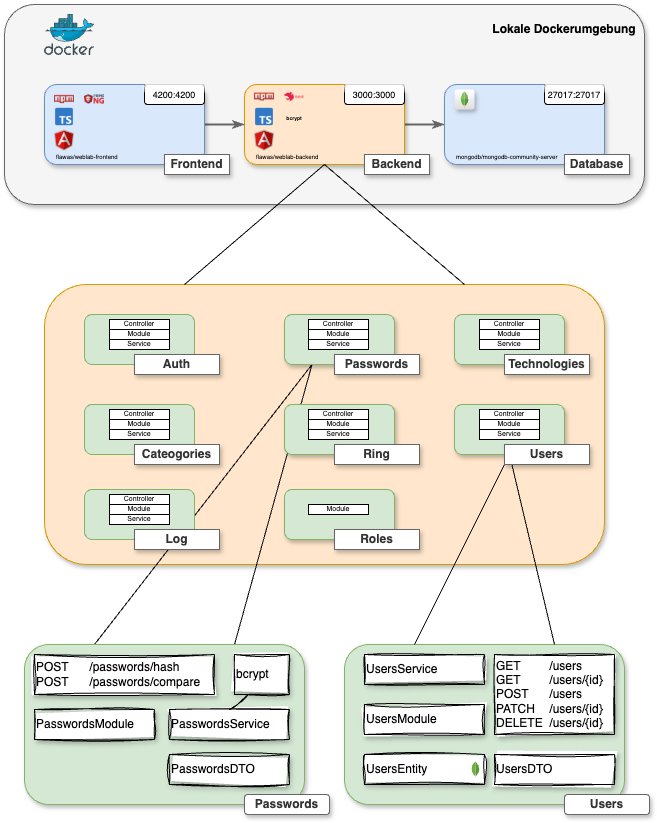 docker
Lokale Dockerumgebung
4200:4200
TS
flawas/weblab-frontend
Frontend
3000:3000
TS
bcrypt
flawas/weblab-backend
Backend
27017:27017
mongodb/mongodb-community-server
Database
Controller
Module
Service
Auth
Controller
Module
Service
Passwords
Controller
Module
Service
Technologies
Controller
Module
Service
Cateogories
Controller
Module
Service
Ring
Controller
Module
Service
Users
Controller
Module
Service
Log
Module
Roles
POST /passwords/hash
POST /passwords/compare
bcrypt
PasswordsModule
PasswordsService
PasswordsDTO
Passwords
UsersService
GET /users
GET /users/{id}
POST /users
PATCH /users/{id}
DELETE /users/{id}
UsersModule
UsersEntity
UsersDTO
Users